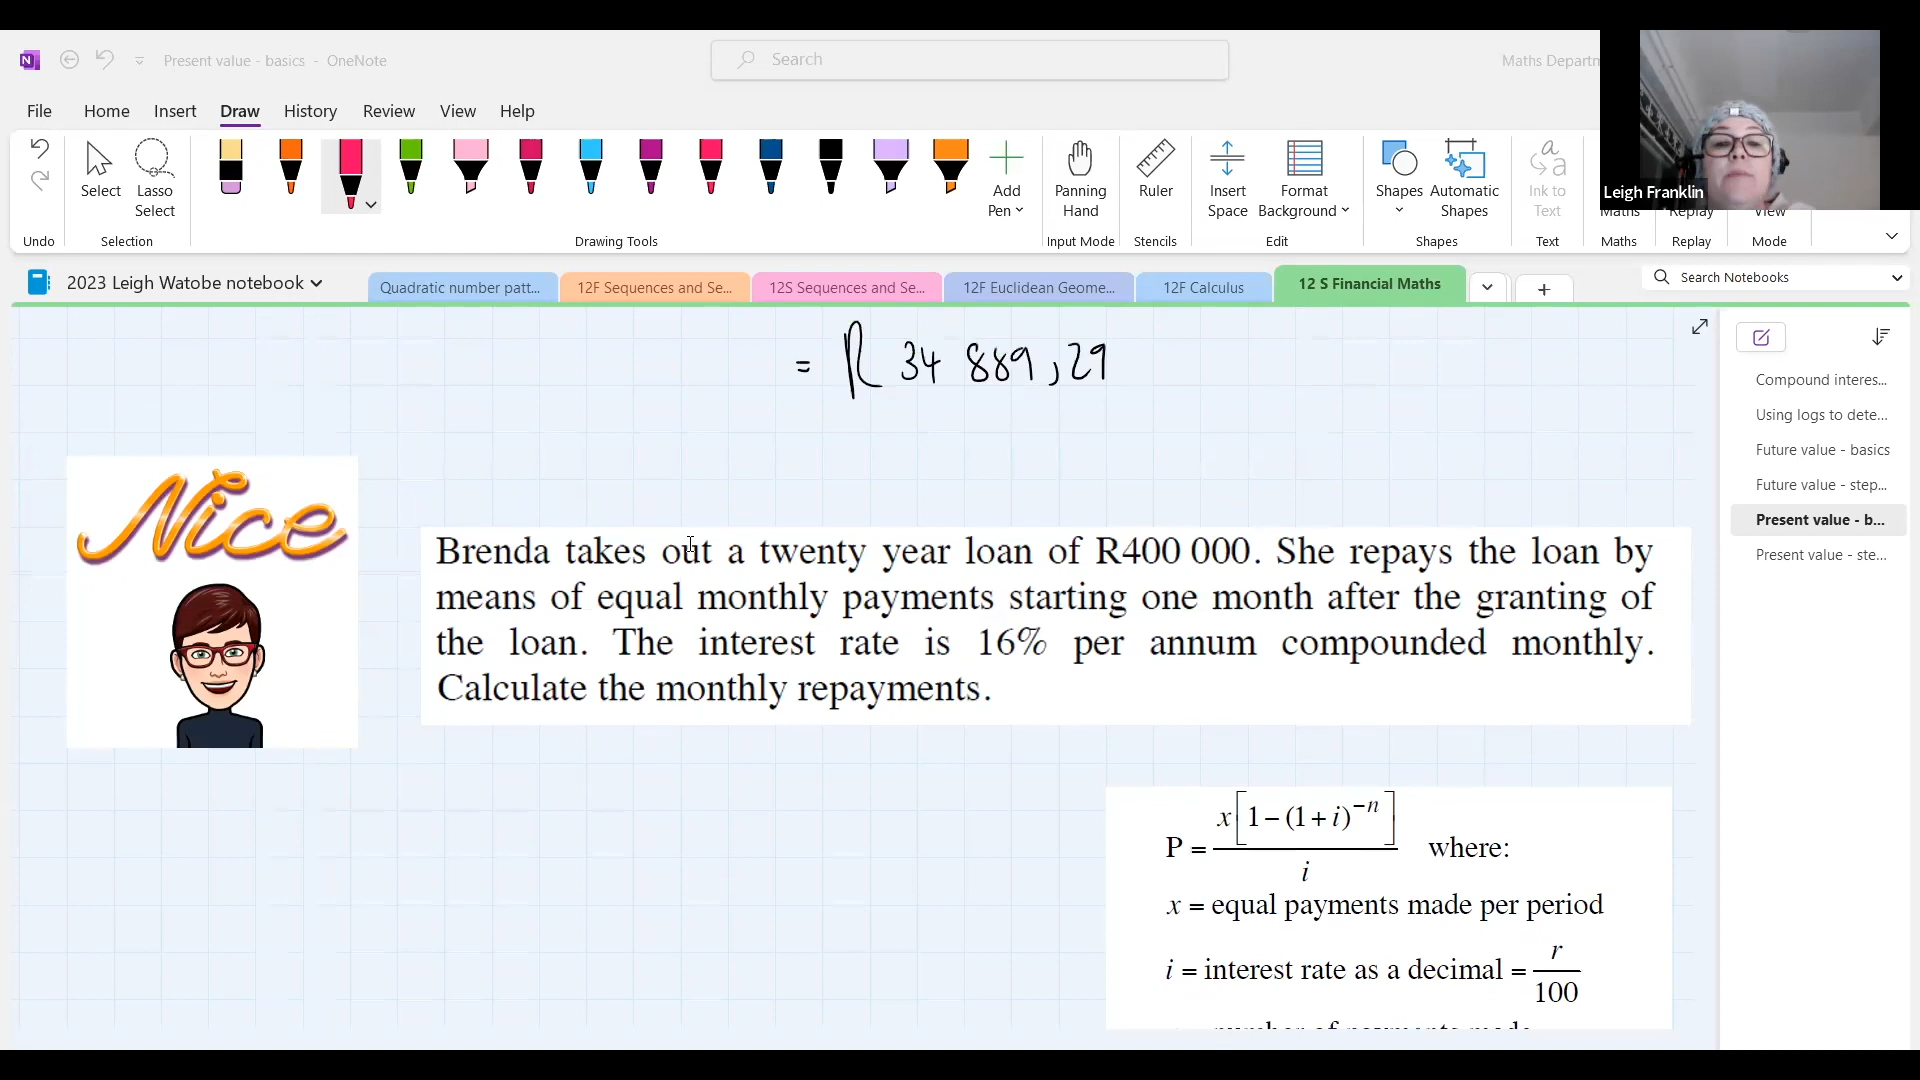 Present value - basics - OneNote
Search
Maths Departn
File Home Insert Draw History Review View Help
Undo
Select
Lasso Select
Selection
Drawing Tools
Add Pen
Panning Hand
Input Mode
Ruler
Stencils
Insert Space
Format Background
Edit
Shapes
Automatic Shapes
Shapes
Ink to Text
Text
Maths
Maths
Replay
Replay
View
Mode
Leigh Franklin
2023 Leigh Watobe notebook
Quadratic number patt...
12F Sequences and Se...
12S Sequences and Se...
12F Euclidean Geome...
12F Calculus
12 S Financial Maths
Search Notebooks
= R 34 889,29
Nice
Brenda takes out a twenty year loan of R400 000. She repays the loan by
means of equal monthly payments starting one month after the granting of
the loan. The interest rate is 16% per annum compounded monthly.
Calculate the monthly repayments.
P = x[1 − (1 + i)⁻ⁿ] / i where:
x = equal payments made per period
i = interest rate as a decimal = r/100
Compound interes...
Using logs to dete...
Future value - basics
Future value - step...
Present value - b...
Present value - ste...